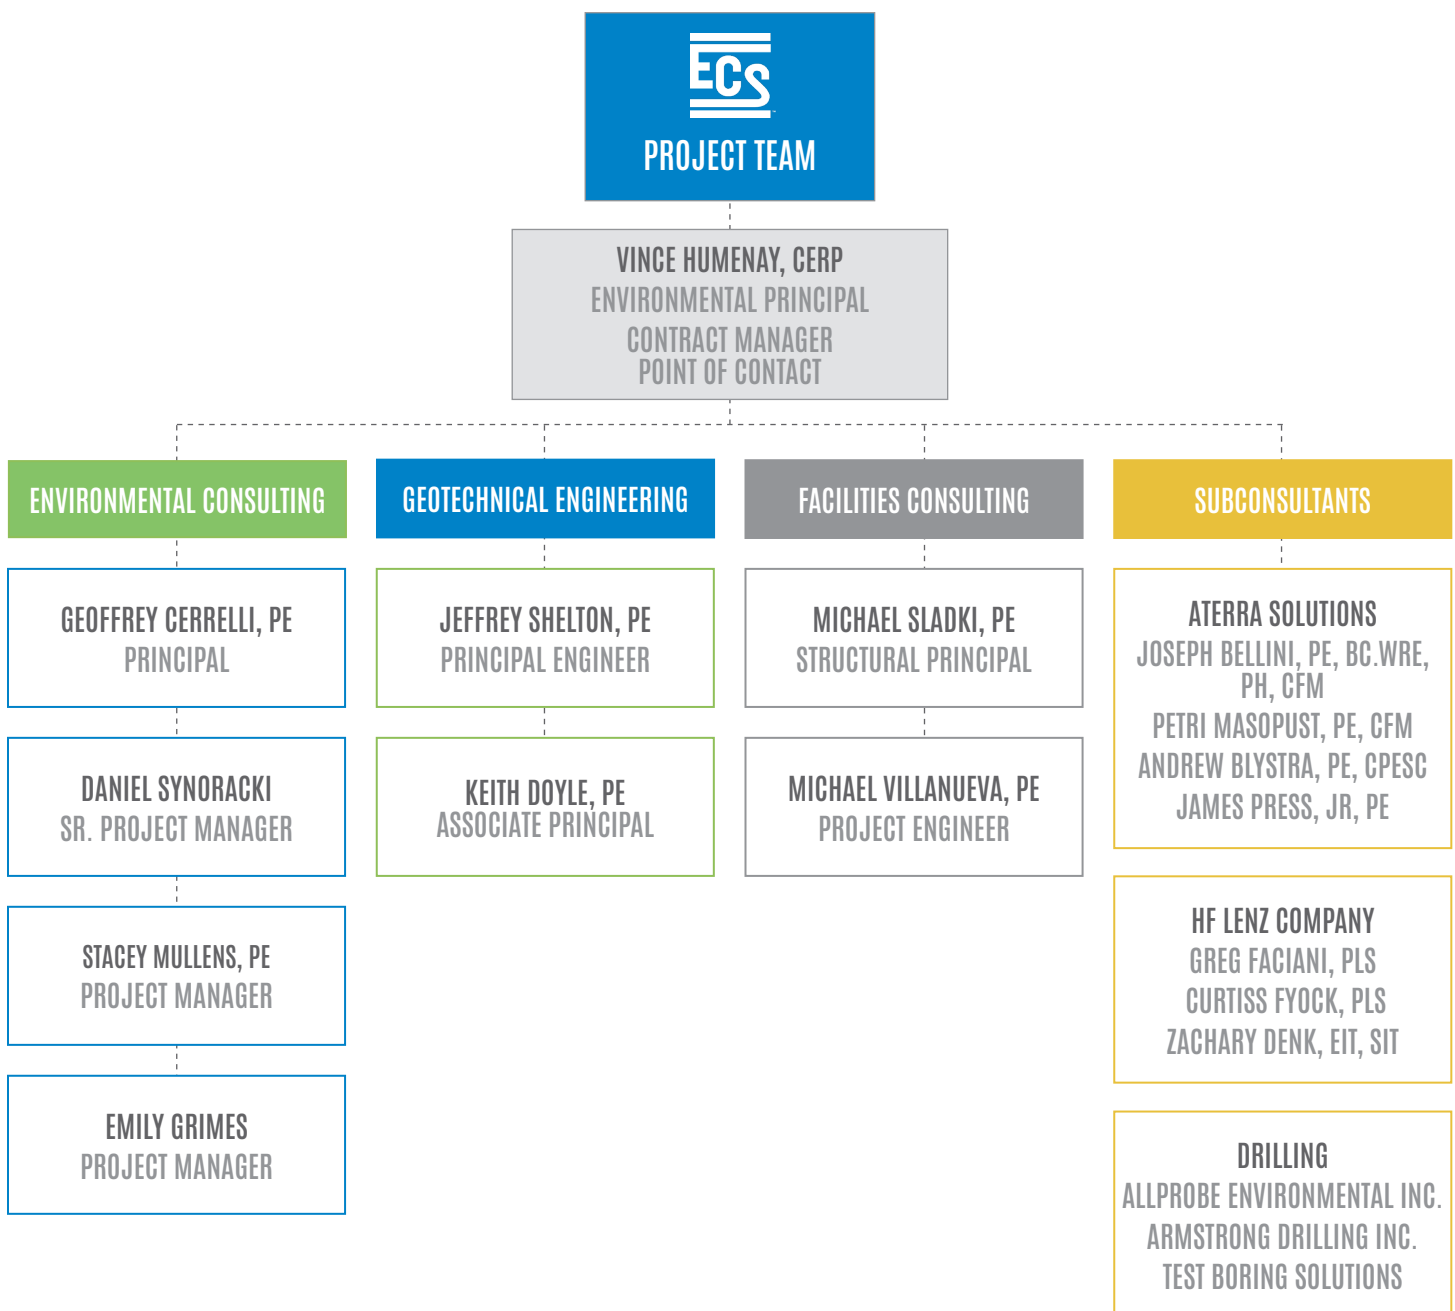 ECS
PROJECT TEAM
VINCE HUMENAY, CERP
ENVIRONMENTAL PRINCIPAL
CONTRACT MANAGER
POINT OF CONTACT
ENVIRONMENTAL CONSULTING
GEOFFREY CERRELLI, PE
PRINCIPAL
DANIEL SYNORACKI
SR. PROJECT MANAGER
STACEY MULLENS, PE
PROJECT MANAGER
EMILY GRIMES
PROJECT MANAGER
GEOTECHNICAL ENGINEERING
JEFFREY SHELTON, PE
PRINCIPAL ENGINEER
KEITH DOYLE, PE
ASSOCIATE PRINCIPAL
FACILITIES CONSULTING
MICHAEL SLADKI, PE
STRUCTURAL PRINCIPAL
MICHAEL VILLANUEVA, PE
PROJECT ENGINEER
SUBCONSULTANTS
ATERRA SOLUTIONS
JOSEPH BELLINI, PE, BC.WRE,
PH, CFM
PETRI MASOPUST, PE, CFM
ANDREW BLYSTRA, PE, CPESC
JAMES PRESS, JR, PE
HF LENZ COMPANY
GREG FACIANI, PLS
CURTISS FYOCK, PLS
ZACHARY DENK, EIT, SIT
DRILLING
ALLPROBE ENVIRONMENTAL INC.
ARMSTRONG DRILLING INC.
TEST BORING SOLUTIONS